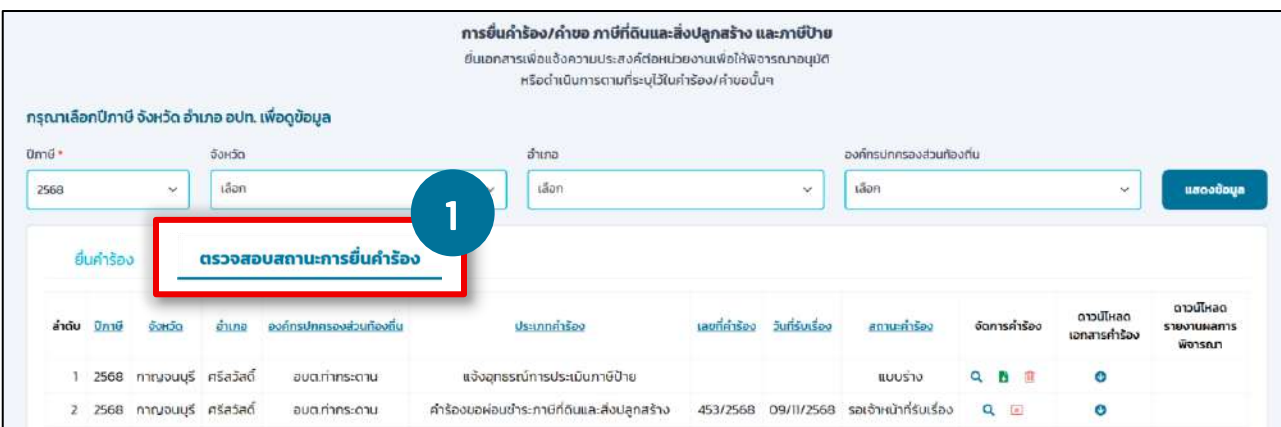 การยื่นคำร้อง/คำขอ ภาษีที่ดินและสิ่งปลูกสร้าง และภาษีป้าย
ยื่นเอกสารเพื่อแจ้งความประสงค์ต่อหน่วยงานเพื่อให้พิจารณาอนุมัติ
หรือดำเนินการตามที่ระบุไว้ในคำร้อง/คำขอนั้นๆ
กรุณาเลือกปีภาษี จังหวัด อำเภอ อปท. เพื่อดูข้อมูล
ปีภาษี * จังหวัด อำเภอ องค์กรปกครองส่วนท้องถิ่น
2568 เลือก เลือก เลือก แสดงข้อมูล
1
ยื่นคำร้อง ตรวจสอบสถานะการยื่นคำร้อง
ลำดับ ปีภาษี จังหวัด อำเภอ องค์กรปกครองส่วนท้องถิ่น ประเภทคำร้อง เลขที่คำร้อง วันที่รับเรื่อง สถานะคำร้อง จัดการคำร้อง ดาวน์โหลด เอกสารคำร้อง ดาวน์โหลด รายงานผลการ พิจารณา
1 2568 กาญจนบุรี ศรีสวัสดิ์ อบต.ท่ากระดาน แจ้งอุทธรณ์การประเมินภาษีป้าย แบบร่าง
2 2568 กาญจนบุรี ศรีสวัสดิ์ อบต.ท่ากระดาน คำร้องขอผ่อนชำระภาษีที่ดินและสิ่งปลูกสร้าง 453/2568 09/11/2568 รอเจ้าหน้าที่รับเรื่อง